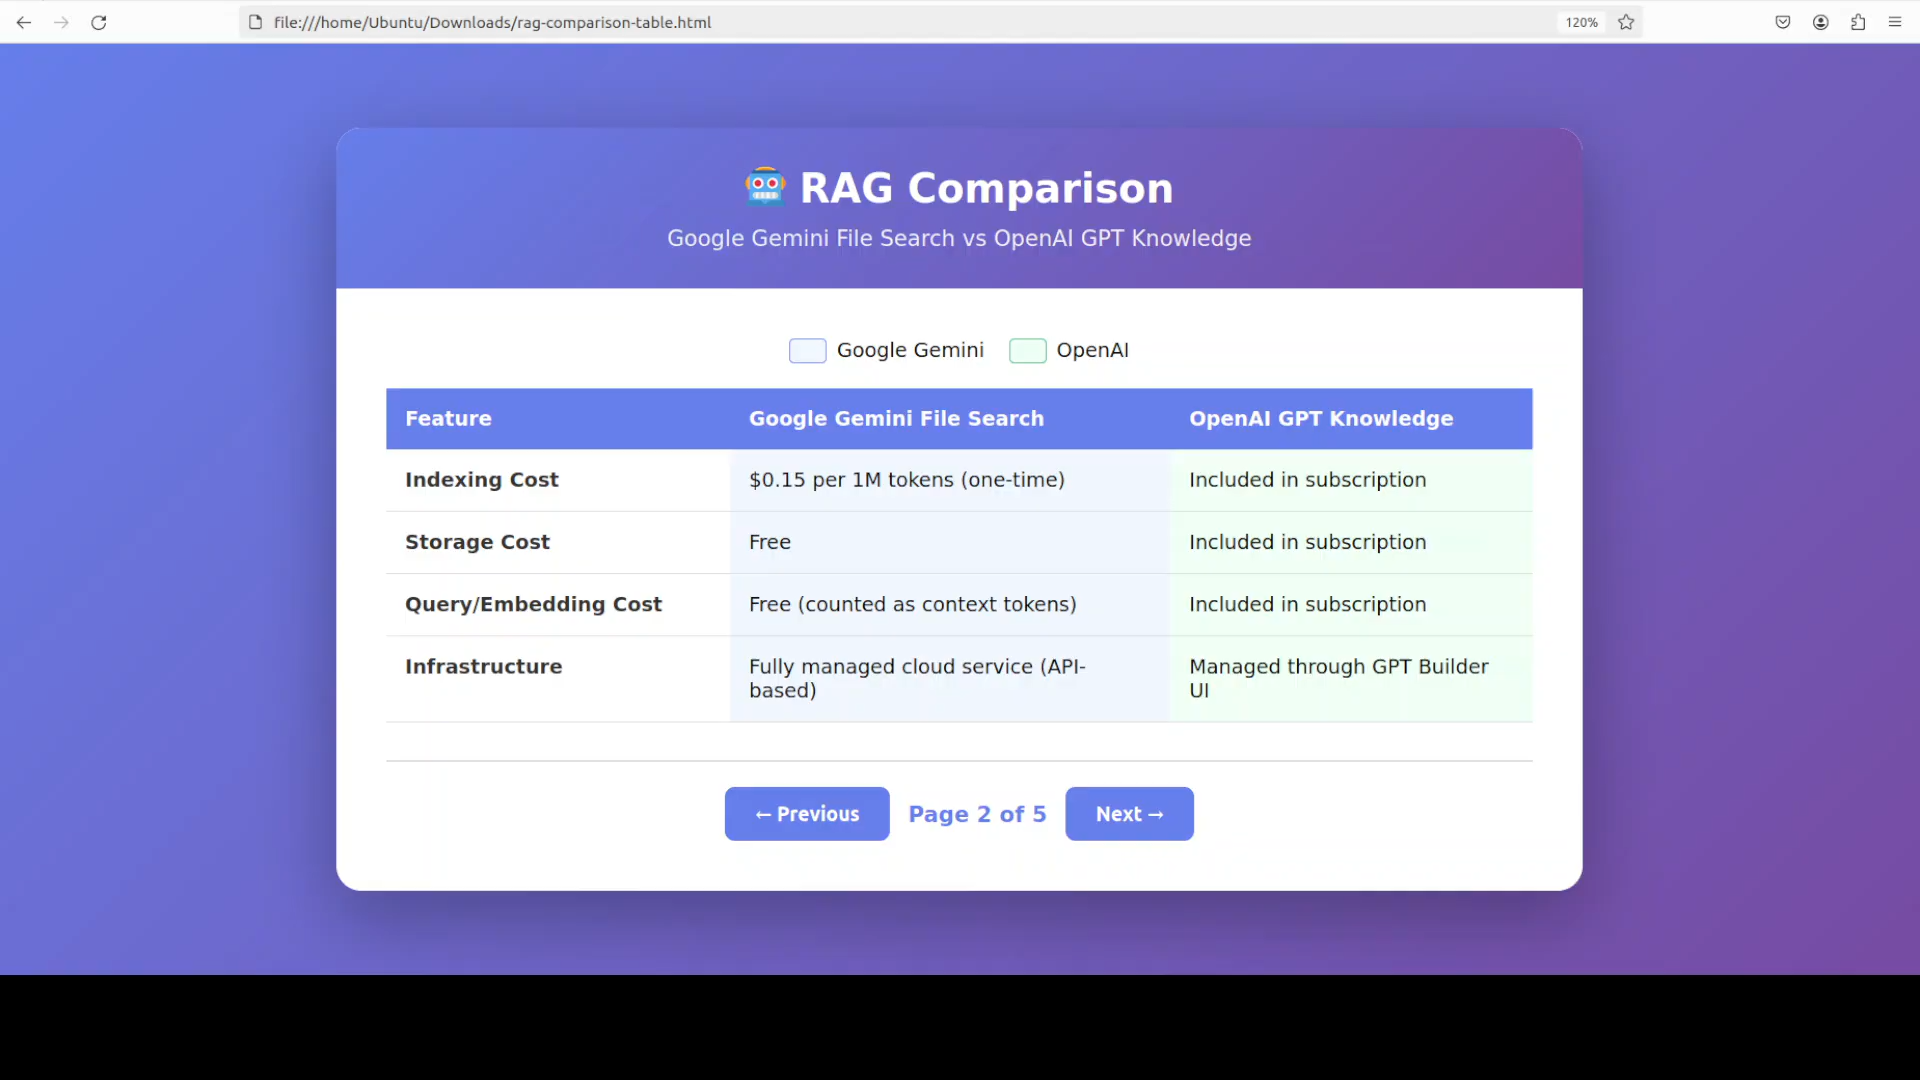 file:///home/Ubuntu/Downloads/rag-comparison-table.html
120%
RAG Comparison
Google Gemini File Search vs OpenAI GPT Knowledge
Google Gemini
OpenAI
Feature
Google Gemini File Search
OpenAI GPT Knowledge
Indexing Cost
$0.15 per 1M tokens (one-time)
Included in subscription
Storage Cost
Free
Included in subscription
Query/Embedding Cost
Free (counted as context tokens)
Included in subscription
Infrastructure
Fully managed cloud service (API-
based)
Managed through GPT Builder
UI
← Previous
Page 2 of 5
Next →